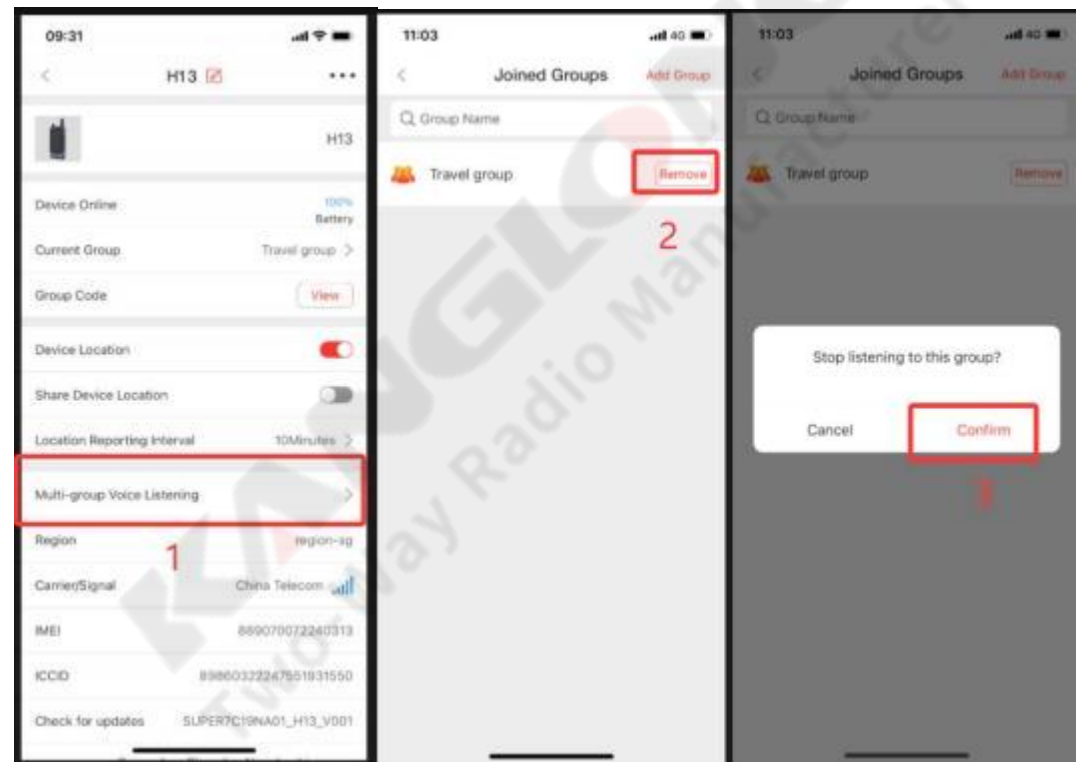 09:31
H13
H13
Device Online
100%
Battery
Current Group
Travel group
Group Code
View
Device Location
Share Device Location
Location Reporting Interval
10Minutes
Multi-group Voice Listening
1
Region
region-sg
Carrier/Signal
China Telecom
IMEI
869070072240313
ICCID
89860322247551931550
Check for updates
SUPER7C19NA01_H13_V001
11:03
4G
Joined Groups
Add Group
Group Name
Travel group
Remove
2
11:03
4G
Joined Groups
Add Group
Group Name
Travel group
Remove
Stop listening to this group?
Cancel
Confirm
3
KANGLONG
Two-Way Radio Manufacturer